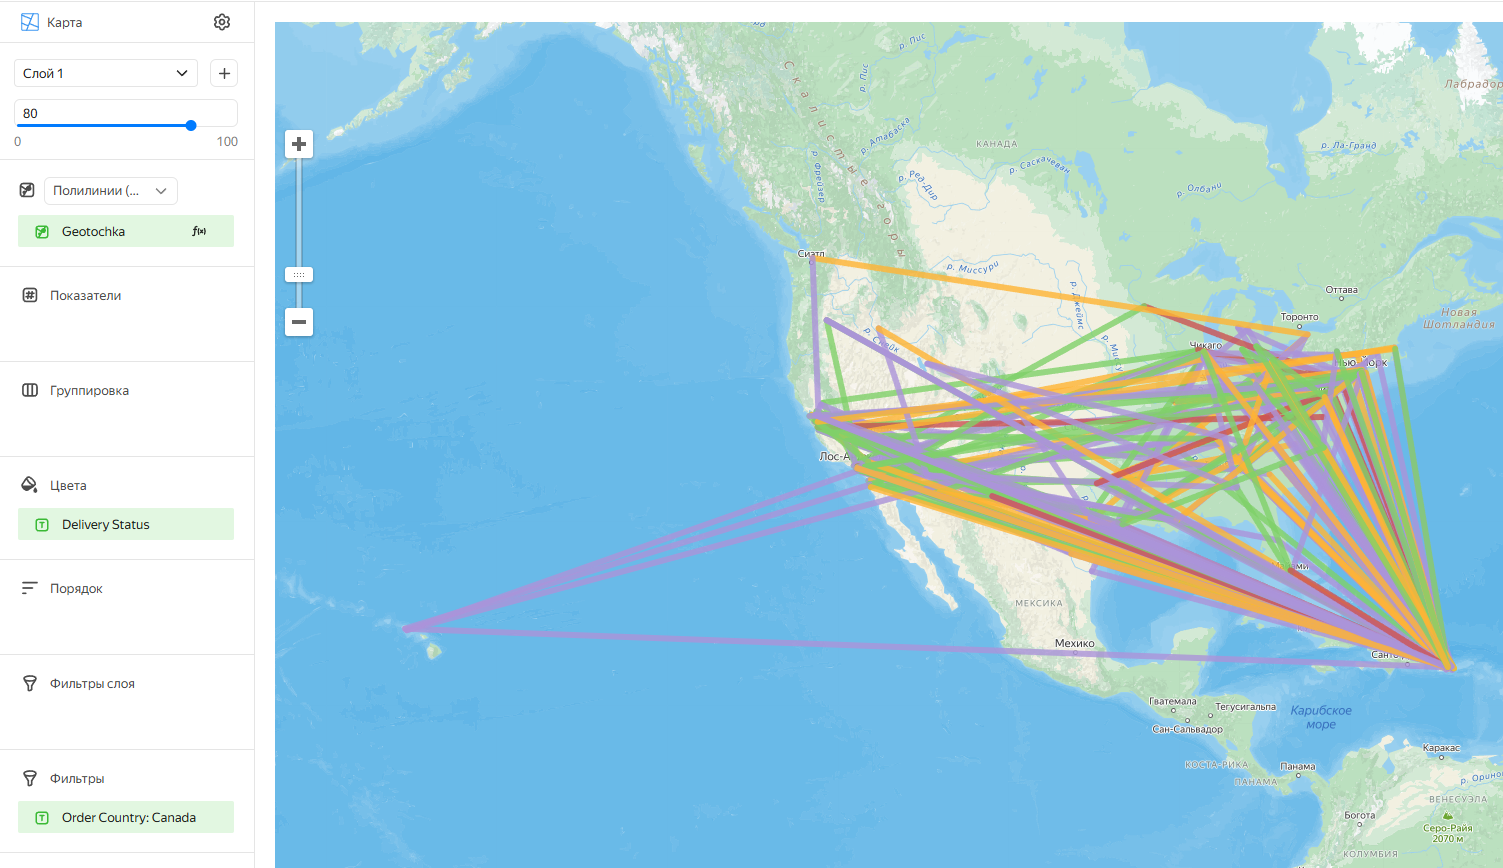 Карта
Слой 1
80
0
100
Полилинии (...
Geotochka
f(x)
Показатели
Группировка
Цвета
Delivery Status
Порядок
Фильтры слоя
Фильтры
Order Country: Canada
р. Пис
р. Пис
Скалистые горы
р. Атабаска
р. Фрейзер
р. Ред-Дир
КАНАДА
р. Саскачеван
р. Олбани
р. Ла-Гранд
Лабрадор
Сиэтл
р. Миссури
р. Джеймс
Оттава
Торонто
Новая
Шотландия
р. Снейк
р. Миссу
Чикаго
Нью-Йорк
Лос-А
МЕКСИКА
Мехико
ми
Санто
Гватемала
Тегусигальпа
Сан-Сальвадор
Карибское
море
КОСТА-РИКА
Панама
ПАНАМА
Каракас
р. Орино
ВЕНЕСУЭЛА
Богота
Серо-Райя
2070 м
КОЛУМБИЯ